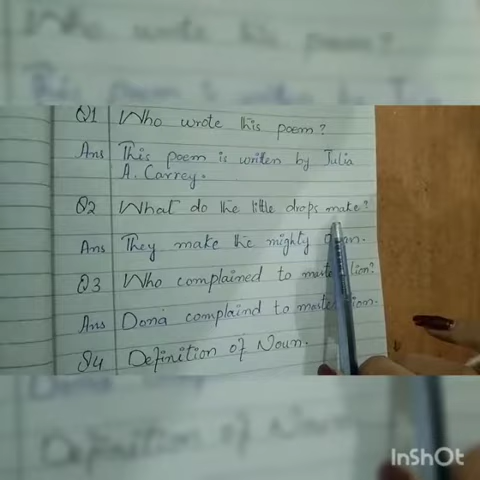 Q1 Who wrote this poem?
Ans This poem is writen by Julia
A. Carrey.
Q2 What do the little drops make?
Ans They make the mighty
Q3 Who complained to lion?
Ans Dona complaind to
Q4 Definition of Noun.
InShOt